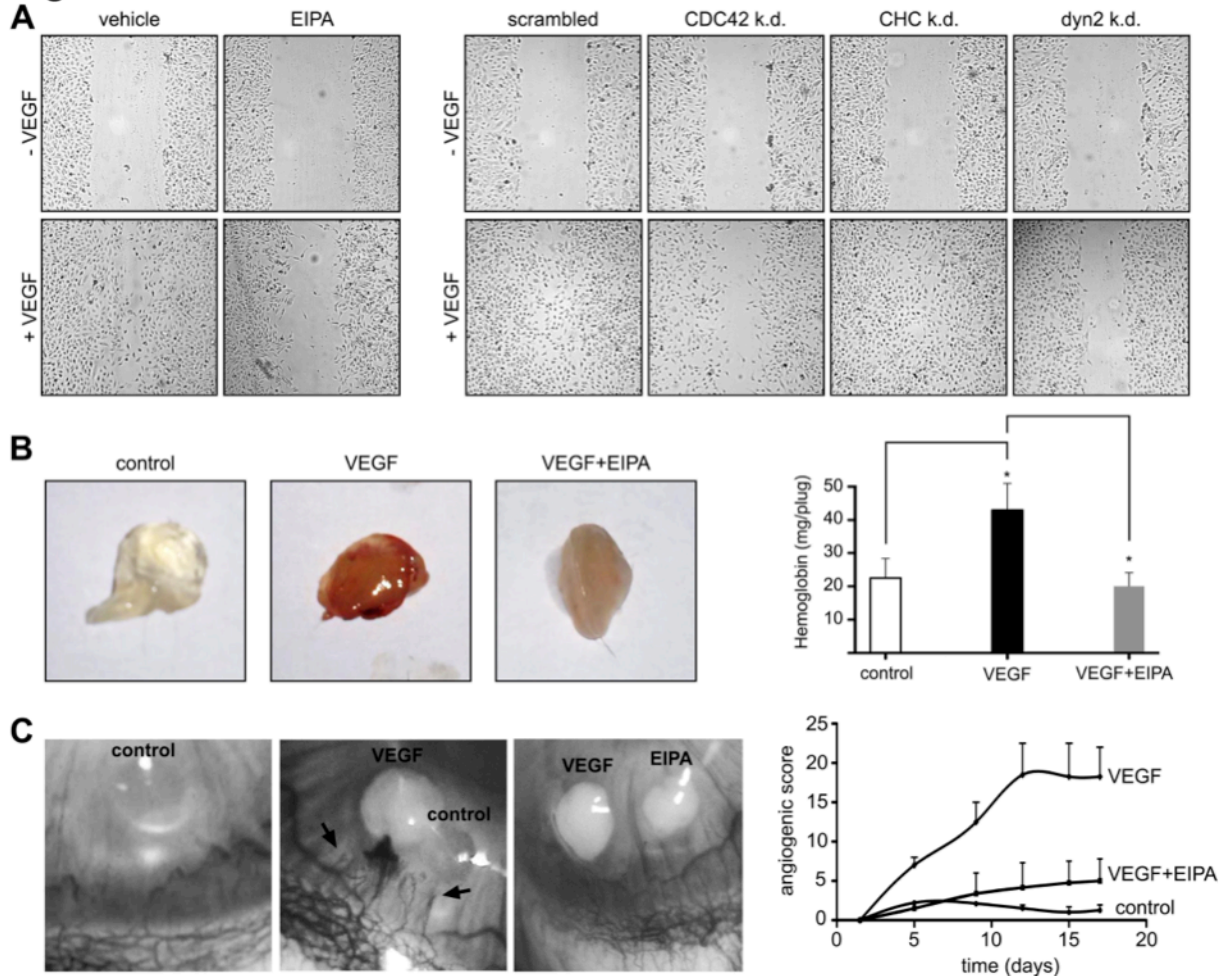 A
vehicle EIPA scrambled CDC42 k.d. CHC k.d. dyn2 k.d.
- VEGF - VEGF
+ VEGF + VEGF
B
control VEGF VEGF+EIPA
Hemoglobin (mg/plug)
50
40
30
20
10
* *
control VEGF VEGF+EIPA
C
control VEGF control VEGF EIPA
angiogenic score
25
20
15
10
5
0
VEGF
VEGF+EIPA
control
0 5 10 15 20
time (days)